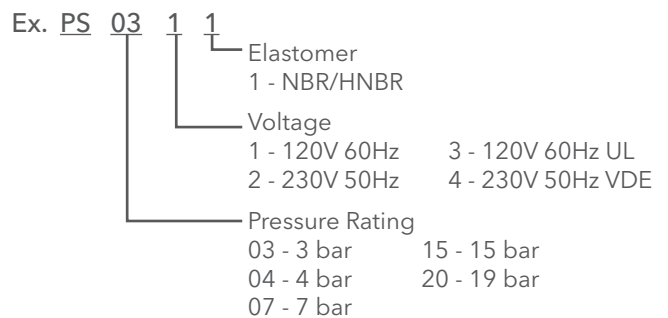 Ex. PS 03 1 1
Elastomer
1 - NBR/HNBR
Voltage
1 - 120V 60Hz 3 - 120V 60Hz UL
2 - 230V 50Hz 4 - 230V 50Hz VDE
Pressure Rating
03 - 3 bar 15 - 15 bar
04 - 4 bar 20 - 19 bar
07 - 7 bar